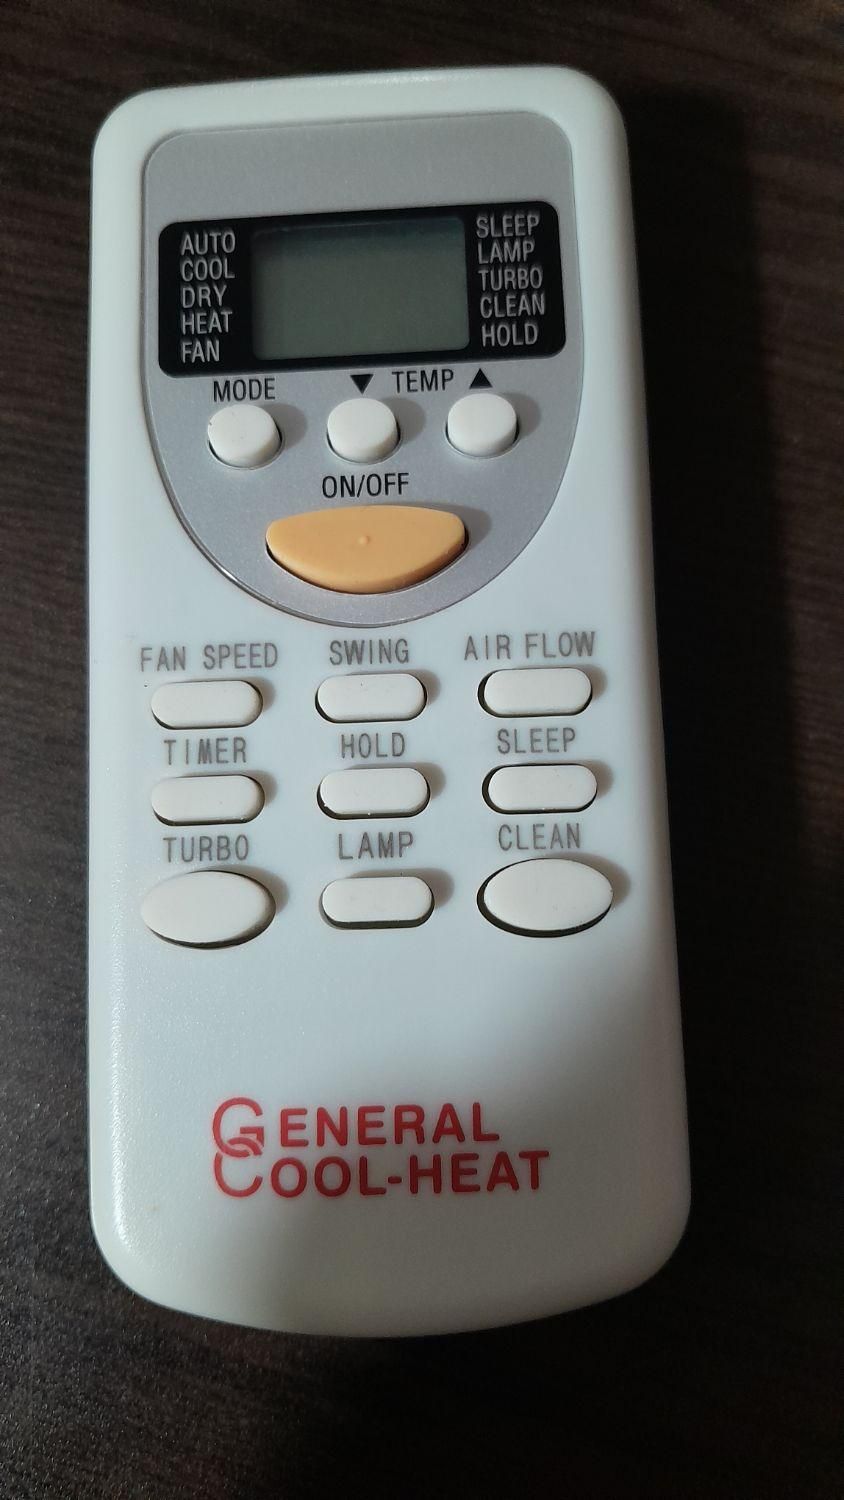 AUTO
COOL
DRY
HEAT
FAN
SLEEP
LAMP
TURBO
CLEAN
HOLD
MODE ▼ TEMP ▲
ON/OFF
FAN SPEED SWING AIR FLOW
TIMER HOLD SLEEP
TURBO LAMP CLEAN
GENERAL
COOL-HEAT